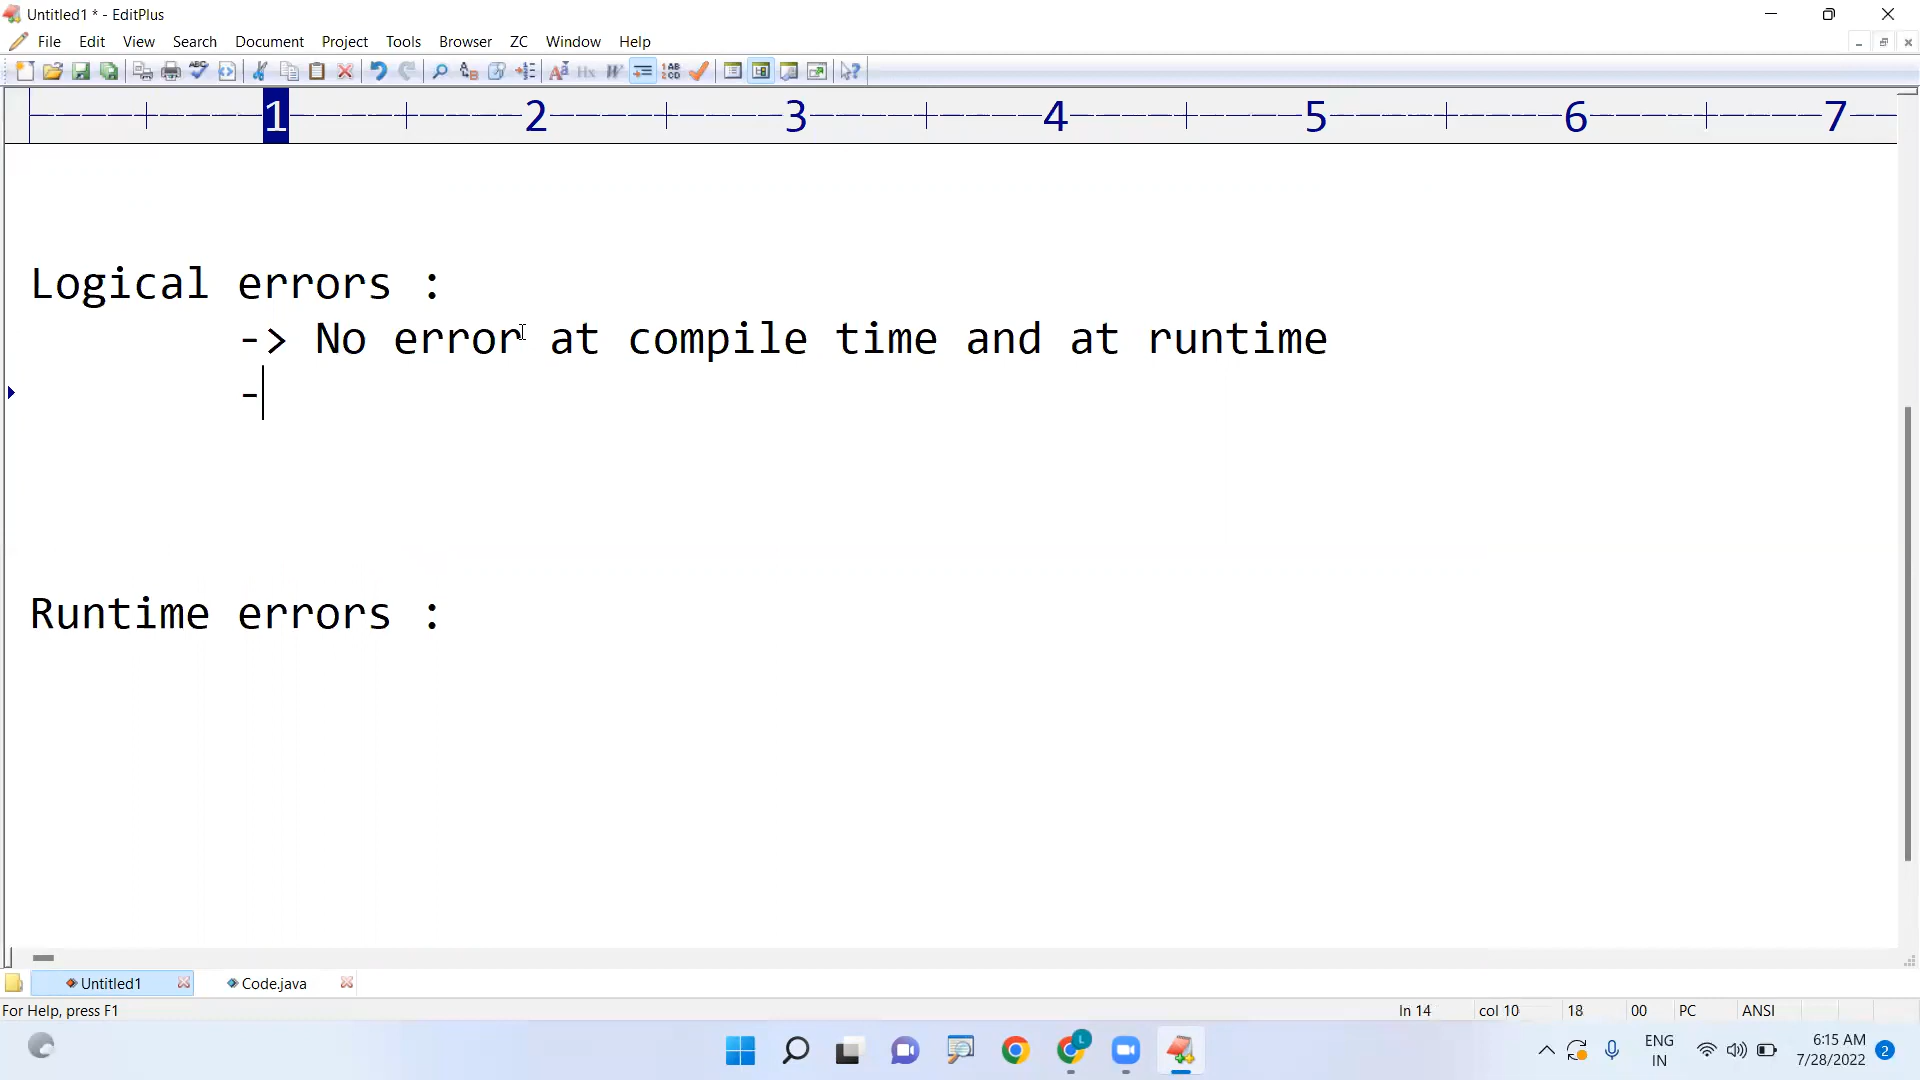 Untitled1 * - EditPlus
File Edit View Search Document Project Tools Browser ZC Window Help
1 2 3 4 5 6 7
Logical errors :
-> No error at compile time and at runtime
-
Runtime errors :
Untitled1 Code.java
For Help, press F1 ln 14 col 10 18 00 PC ANSI
ENG 6:15 AM
IN 7/28/2022 2